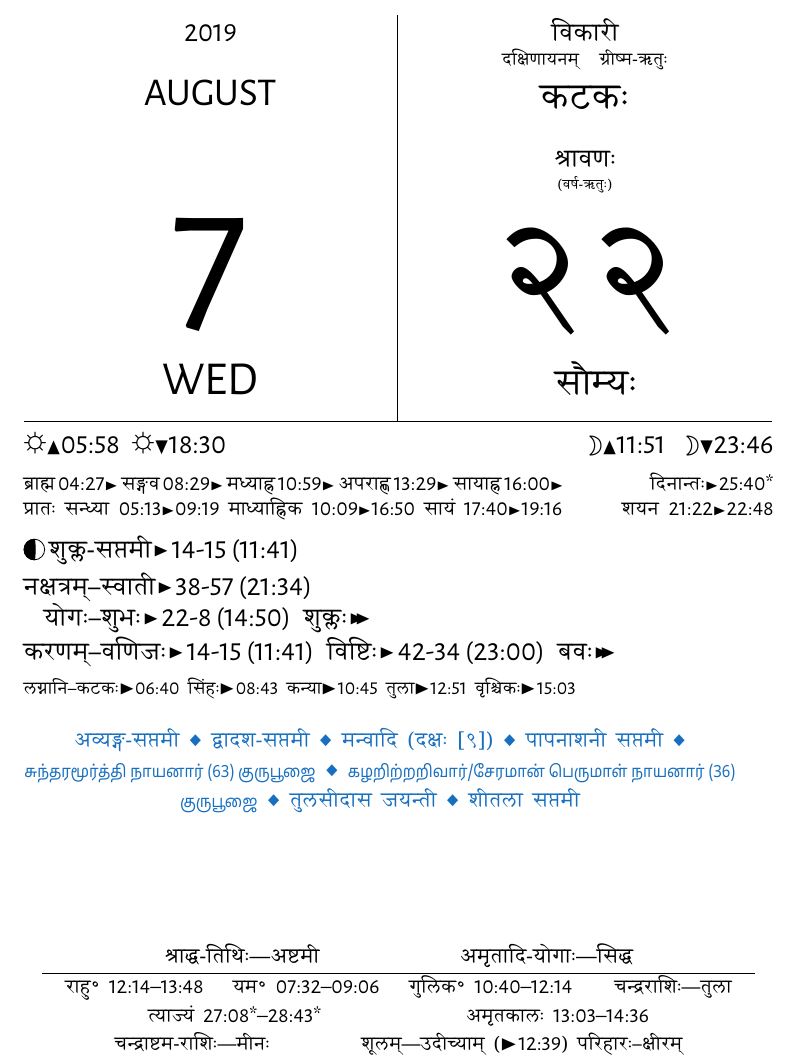 2019
AUGUST
7
WED
विकारी
दक्षिणायनम् ग्रीष्म-ऋतुः
कटकः
श्रावणः
(वर्ष-ऋतुः)
२२
सौम्यः
☼▲05:58 ☼▼18:30 ☽▲11:51 ☽▼23:46
ब्राह्म 04:27► सङ्गव 08:29► मध्याह्न 10:59► अपराह्ण 13:29► सायाह्न 16:00► दिनान्तः►25:40*
प्रातः सन्ध्या 05:13►09:19 माध्याह्निक 10:09►16:50 सायं 17:40►19:16 शयन 21:22►22:48
शुक्ल-सप्तमी►14-15 (11:41)
नक्षत्रम्–स्वाती►38-57 (21:34)
योगः–शुभः►22-8 (14:50) शुक्लः►►
करणम्–वणिजः►14-15 (11:41) विष्टिः►42-34 (23:00) बवः►►
लग्नानि–कटकः►06:40 सिंहः►08:43 कन्या►10:45 तुला►12:51 वृश्चिकः►15:03
अव्यङ्ग-सप्तमी ◆ द्वादश-सप्तमी ◆ मन्वादि (दक्षः [९]) ◆ पापनाशनी सप्तमी ◆
சுந்தரமூர்த்தி நாயனார் (63) குருபூஜை ◆ கழறிற்றறிவார்/சேரமான் பெருமாள் நாயனார் (36)
குருபூஜை ◆ तुलसीदास जयन्ती ◆ शीतला सप्तमी
श्राद्ध-तिथिः—अष्टमी अमृतादि-योगाः—सिद्ध
राहु॰ 12:14–13:48 यम॰ 07:32–09:06 गुलिक॰ 10:40–12:14 चन्द्रराशिः—तुला
त्याज्यं 27:08*–28:43* अमृतकालः 13:03–14:36
चन्द्राष्टम-राशिः—मीनः शूलम्—उदीच्याम् (►12:39) परिहारः–क्षीरम्